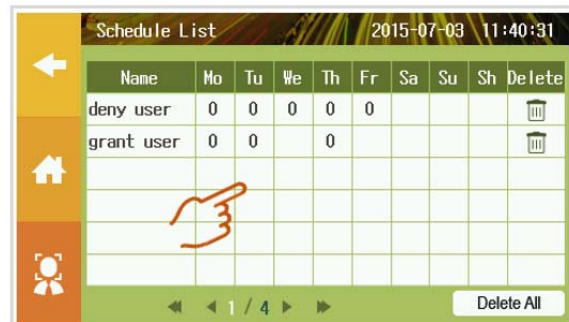 Schedule List 2015-07-03 11:40:31
Name Mo Tu We Th Fr Sa Su Sh Delete
deny user 0 0 0 0 0
grant user 0 0 0
1 / 4 Delete All